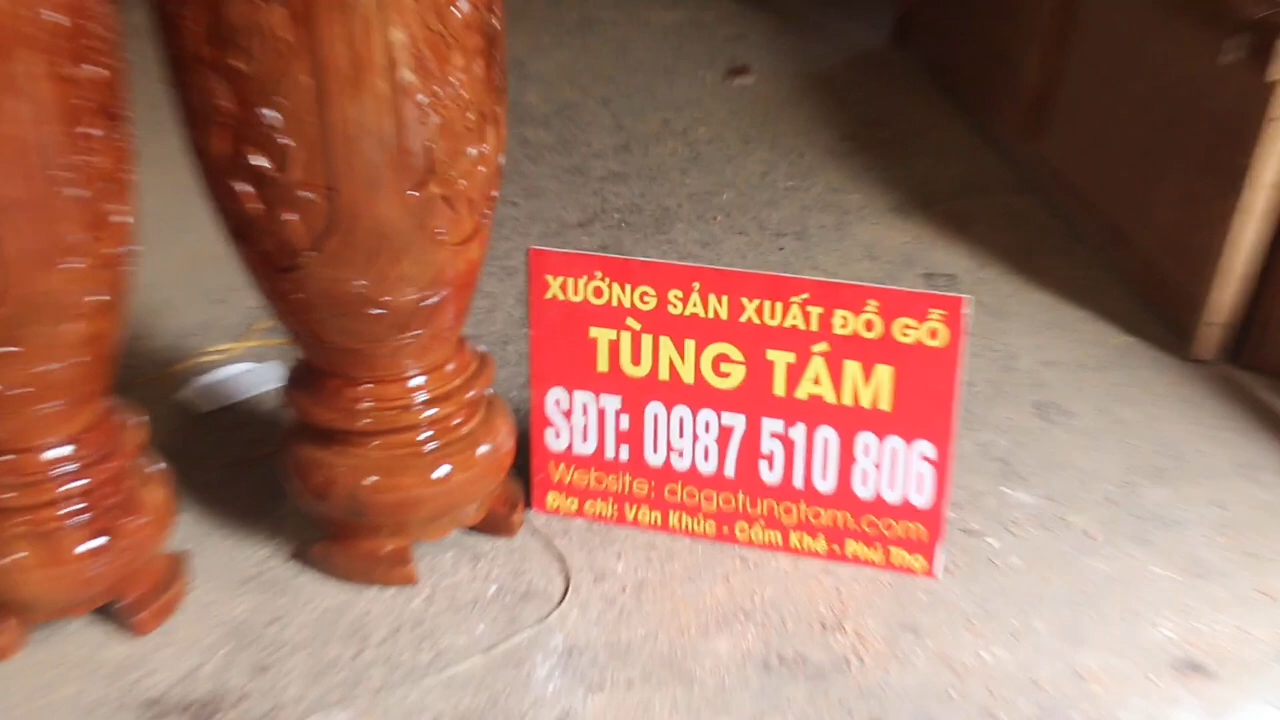 XƯỞNG SẢN XUẤT ĐỒ GỖ
TÙNG TÁM
SĐT: 0987 510 806
Website: dogotungtam.com
Địa chỉ: Văn Khúc - Cẩm Khê - Phú Thọ